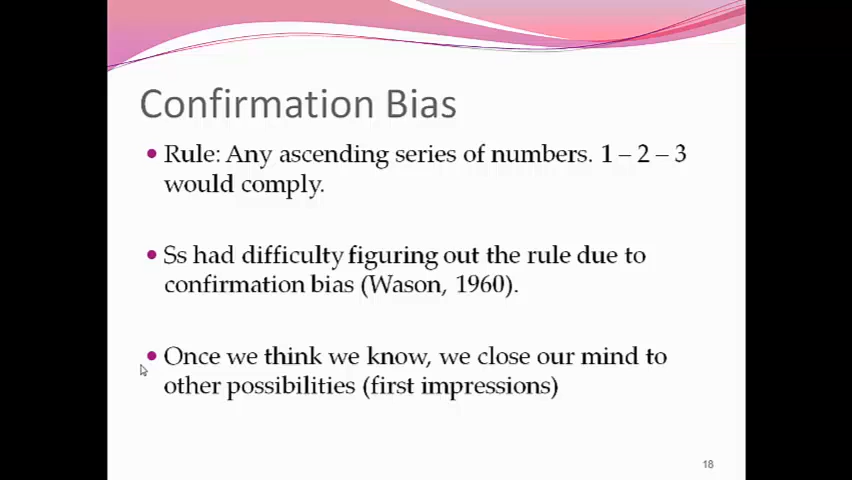 Confirmation Bias
• Rule: Any ascending series of numbers. 1 – 2 – 3
would comply.
• Ss had difficulty figuring out the rule due to
confirmation bias (Wason, 1960).
• Once we think we know, we close our mind to
other possibilities (first impressions)
18